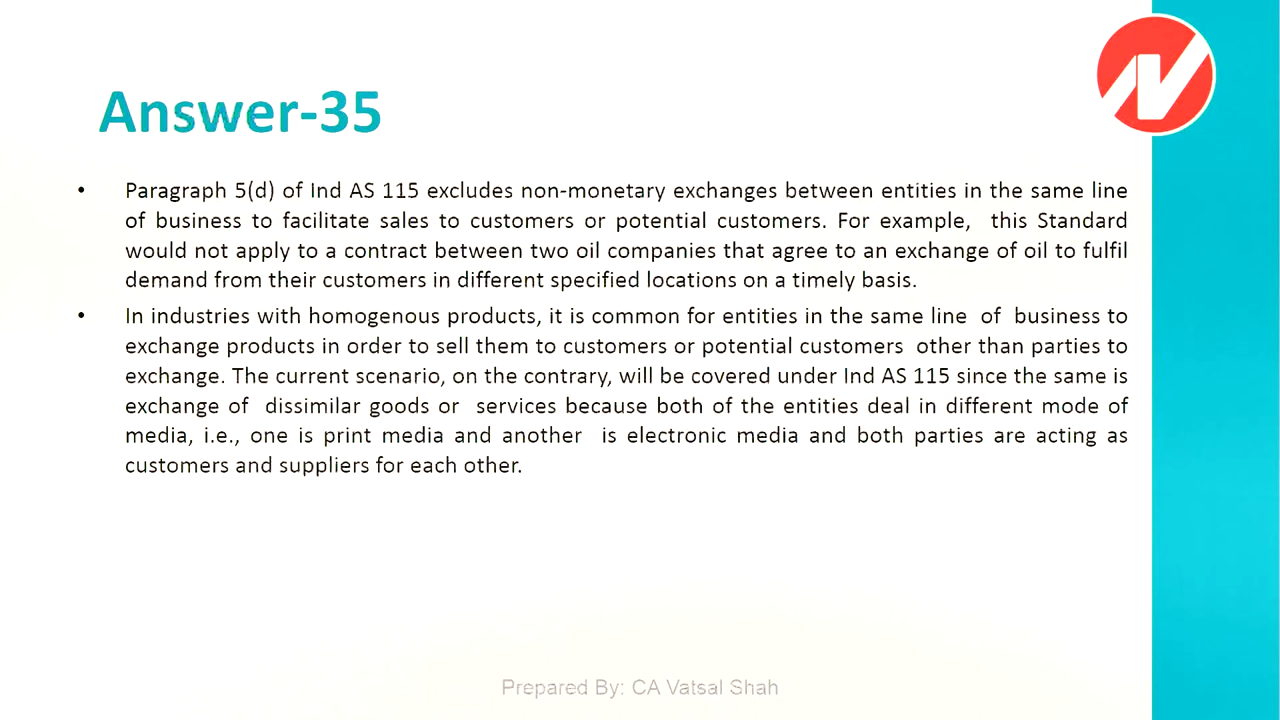 Answer-35
• Paragraph 5(d) of Ind AS 115 excludes non-monetary exchanges between entities in the same line
of business to facilitate sales to customers or potential customers. For example, this Standard
would not apply to a contract between two oil companies that agree to an exchange of oil to fulfil
demand from their customers in different specified locations on a timely basis.
• In industries with homogenous products, it is common for entities in the same line of business to
exchange products in order to sell them to customers or potential customers other than parties to
exchange. The current scenario, on the contrary, will be covered under Ind AS 115 since the same is
exchange of dissimilar goods or services because both of the entities deal in different mode of
media, i.e., one is print media and another is electronic media and both parties are acting as
customers and suppliers for each other.
Prepared By: CA Vatsal Shah